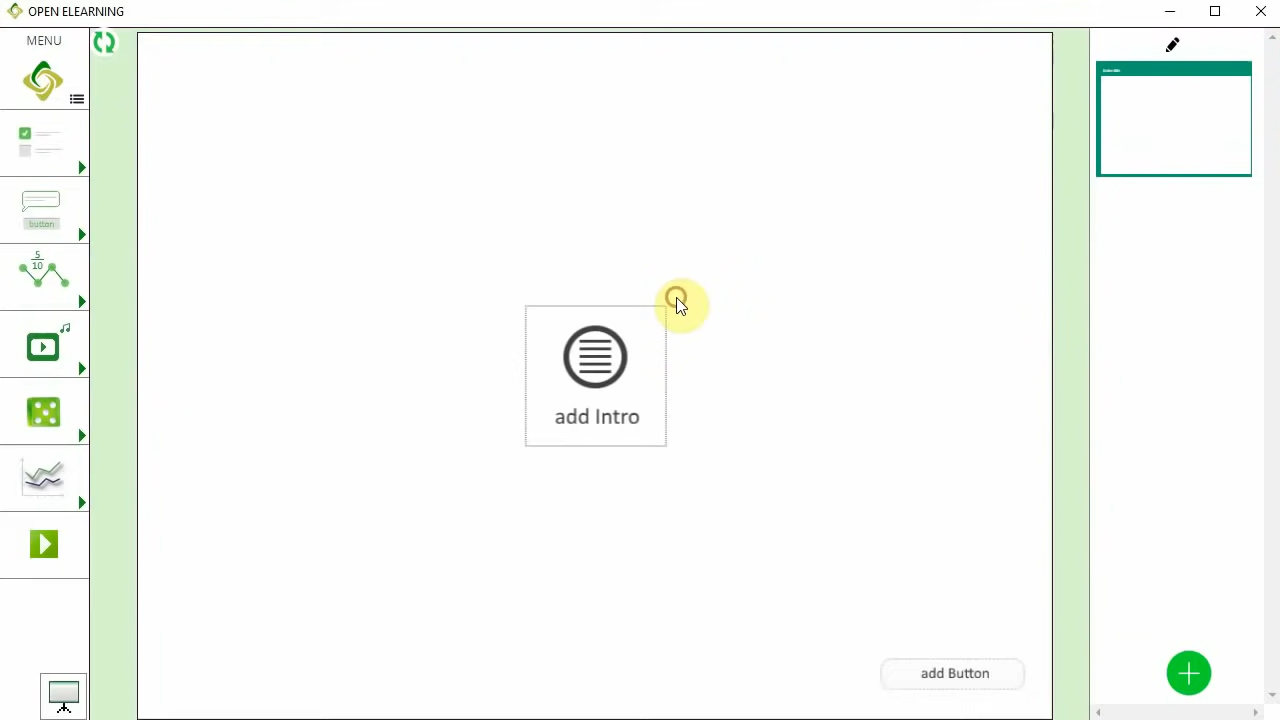 OPEN ELEARNING
MENU
button
5
10
add Intro
add Button